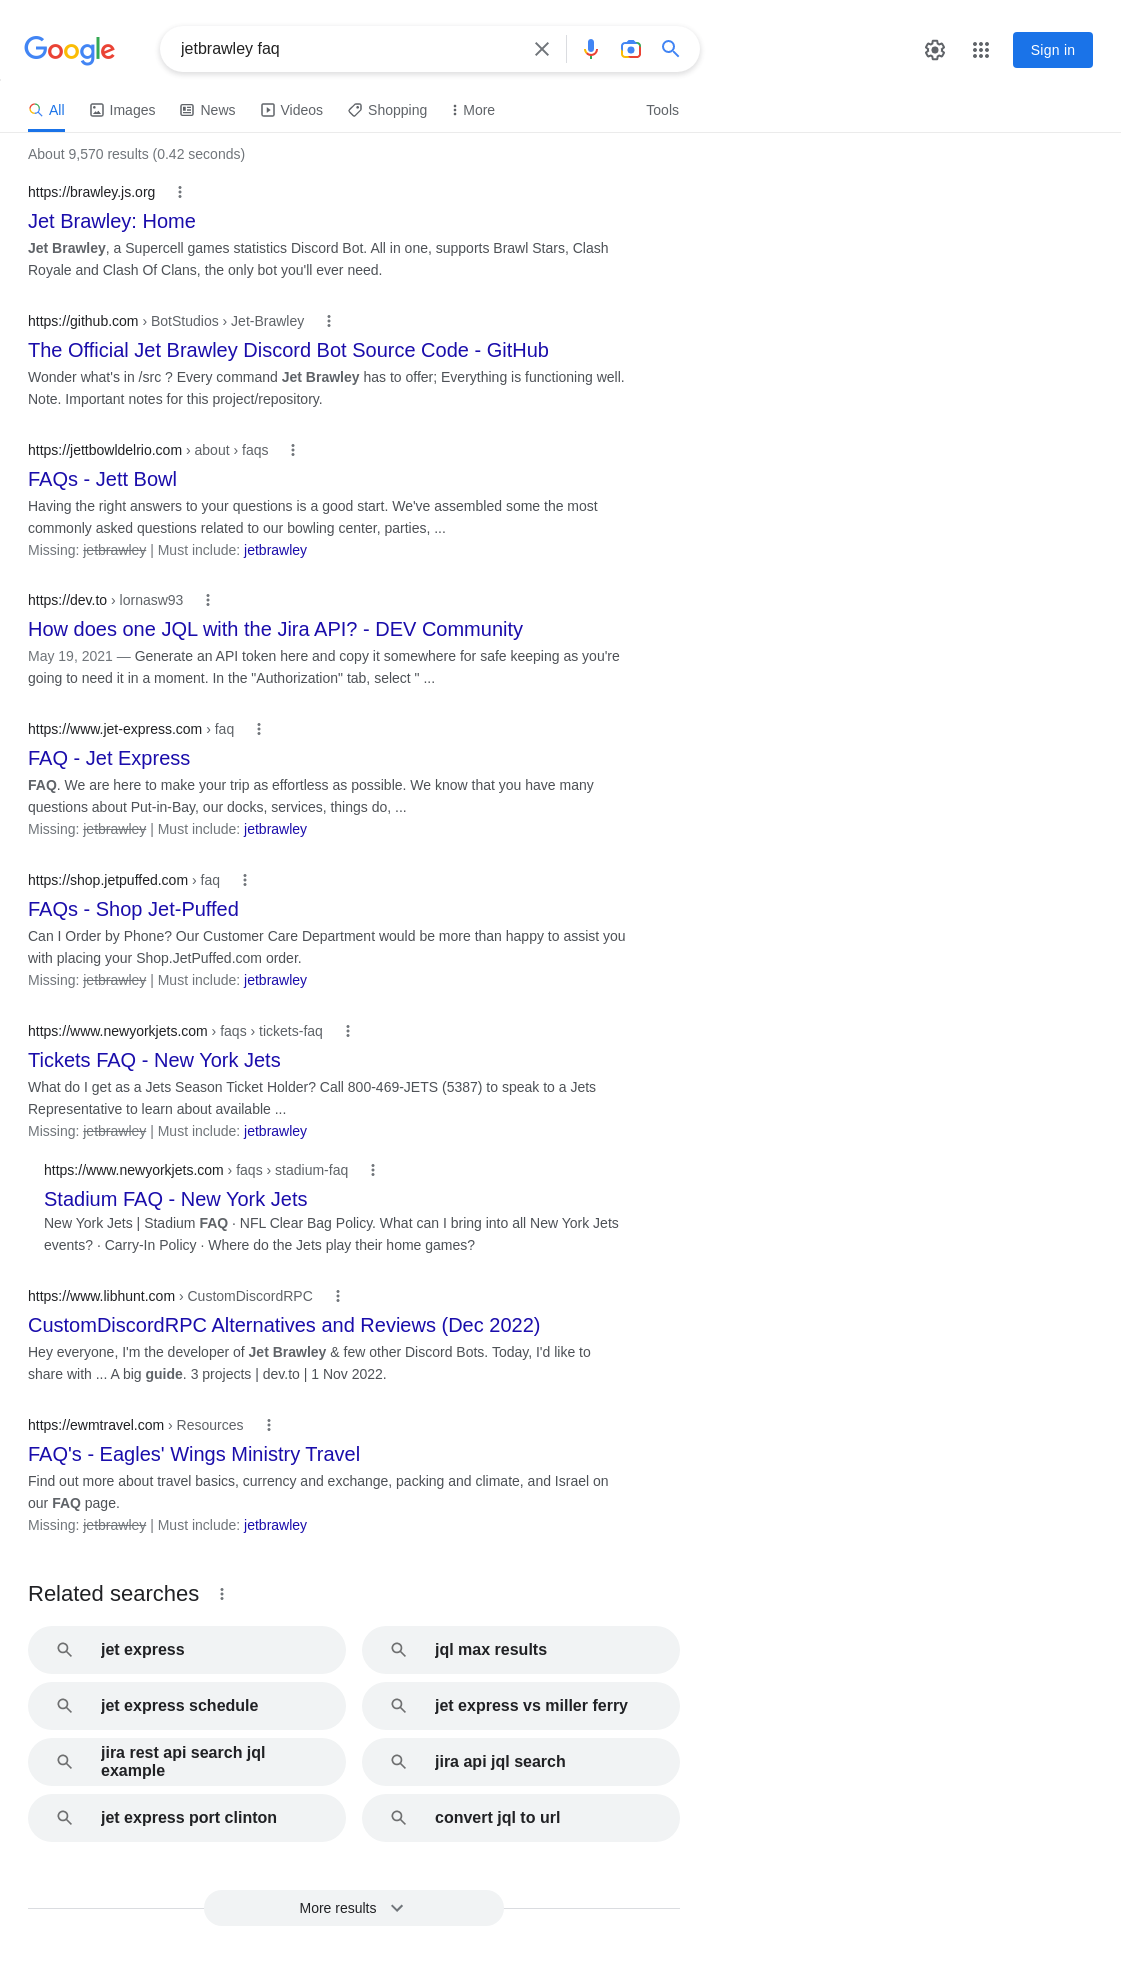 Google
jetbrawley faq
Sign in
All
Images
News
Videos
Shopping
More
Tools
About 9,570 results (0.42 seconds)
https://brawley.js.org
Jet Brawley: Home
Jet Brawley, a Supercell games statistics Discord Bot. All in one, supports Brawl Stars, Clash
Royale and Clash Of Clans, the only bot you'll ever need.
https://github.com › BotStudios › Jet-Brawley
The Official Jet Brawley Discord Bot Source Code - GitHub
Wonder what's in /src ? Every command Jet Brawley has to offer; Everything is functioning well.
Note. Important notes for this project/repository.
https://jettbowldelrio.com › about › faqs
FAQs - Jett Bowl
Having the right answers to your questions is a good start. We've assembled some the most
commonly asked questions related to our bowling center, parties, ...
Missing: jetbrawley | Must include: jetbrawley
https://dev.to › lornasw93
How does one JQL with the Jira API? - DEV Community
May 19, 2021 — Generate an API token here and copy it somewhere for safe keeping as you're
going to need it in a moment. In the "Authorization" tab, select " ...
https://www.jet-express.com › faq
FAQ - Jet Express
FAQ. We are here to make your trip as effortless as possible. We know that you have many
questions about Put-in-Bay, our docks, services, things do, ...
Missing: jetbrawley | Must include: jetbrawley
https://shop.jetpuffed.com › faq
FAQs - Shop Jet-Puffed
Can I Order by Phone? Our Customer Care Department would be more than happy to assist you
with placing your Shop.JetPuffed.com order.
Missing: jetbrawley | Must include: jetbrawley
https://www.newyorkjets.com › faqs › tickets-faq
Tickets FAQ - New York Jets
What do I get as a Jets Season Ticket Holder? Call 800-469-JETS (5387) to speak to a Jets
Representative to learn about available ...
Missing: jetbrawley | Must include: jetbrawley
https://www.newyorkjets.com › faqs › stadium-faq
Stadium FAQ - New York Jets
New York Jets | Stadium FAQ · NFL Clear Bag Policy. What can I bring into all New York Jets
events? · Carry-In Policy · Where do the Jets play their home games?
https://www.libhunt.com › CustomDiscordRPC
CustomDiscordRPC Alternatives and Reviews (Dec 2022)
Hey everyone, I'm the developer of Jet Brawley & few other Discord Bots. Today, I'd like to
share with ... A big guide. 3 projects | dev.to | 1 Nov 2022.
https://ewmtravel.com › Resources
FAQ's - Eagles' Wings Ministry Travel
Find out more about travel basics, currency and exchange, packing and climate, and Israel on
our FAQ page.
Missing: jetbrawley | Must include: jetbrawley
Related searches
jet express
jql max results
jet express schedule
jet express vs miller ferry
jira rest api search jql
example
jira api jql search
jet express port clinton
convert jql to url
More results